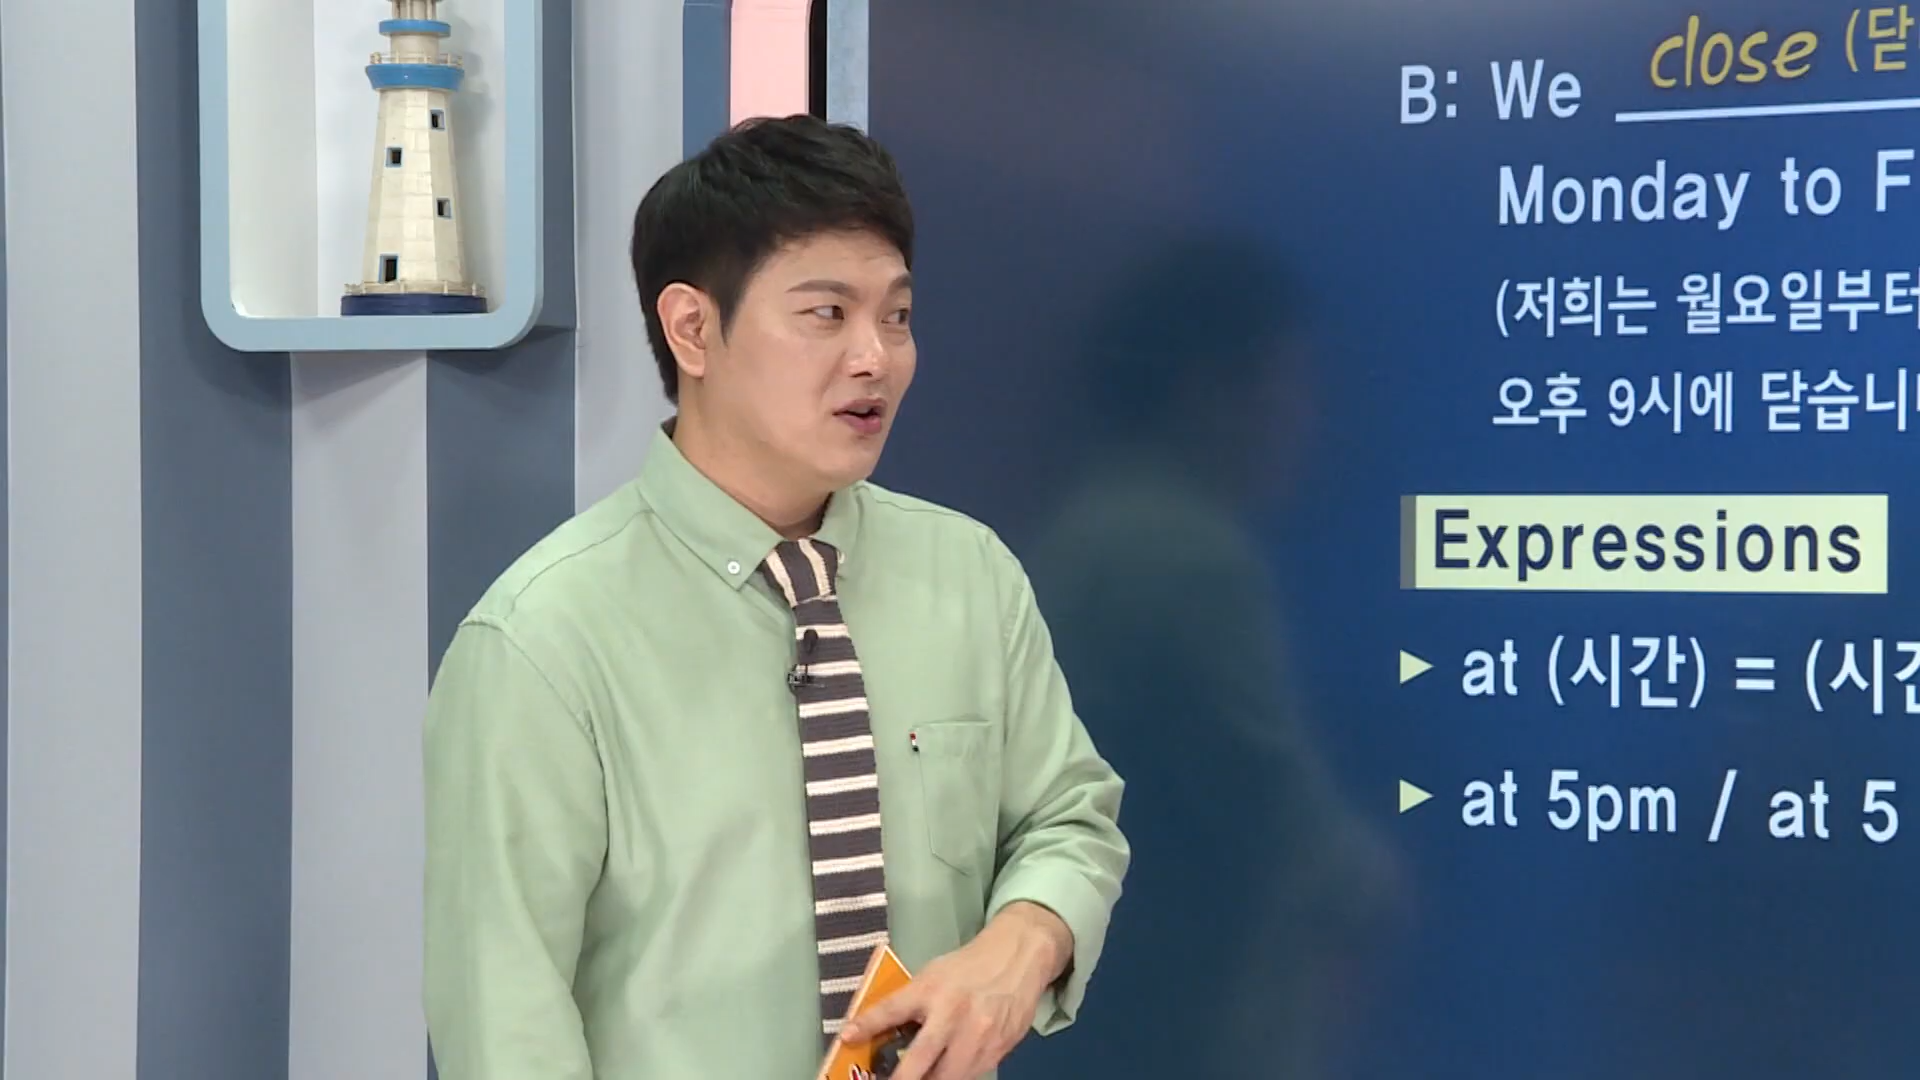 close (닫
B: We
Monday to F
(저희는 월요일부터
오후 9시에 닫습니
Expressions
▶ at (시간) = (시간
▶ at 5pm / at 5